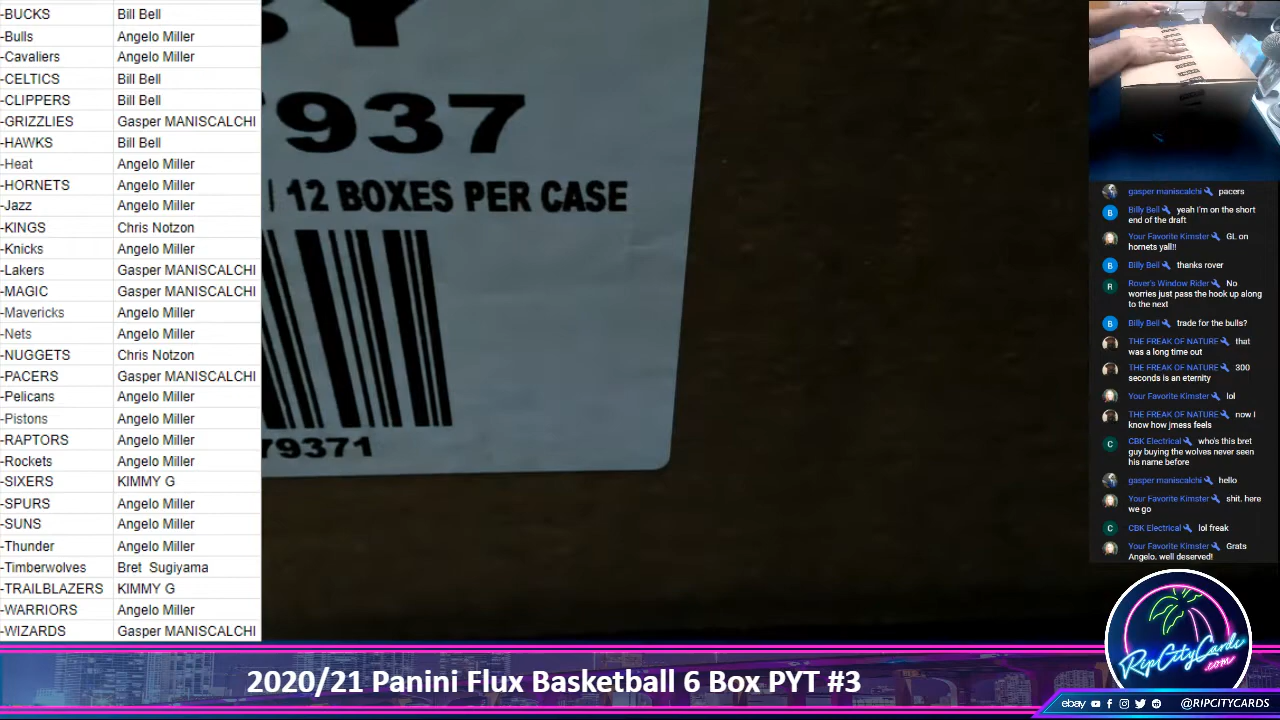 -BUCKS Bill Bell
-Bulls Angelo Miller
-Cavaliers Angelo Miller
-CELTICS Bill Bell
-CLIPPERS Bill Bell
-GRIZZLIES Gasper MANISCALCHI
-HAWKS Bill Bell
-Heat Angelo Miller
-HORNETS Angelo Miller
-Jazz Angelo Miller
-KINGS Chris Notzon
-Knicks Angelo Miller
-Lakers Gasper MANISCALCHI
-MAGIC Gasper MANISCALCHI
-Mavericks Angelo Miller
-Nets Angelo Miller
-NUGGETS Chris Notzon
-PACERS Gasper MANISCALCHI
-Pelicans Angelo Miller
-Pistons Angelo Miller
-RAPTORS Angelo Miller
-Rockets Angelo Miller
-SIXERS KIMMY G
-SPURS Angelo Miller
-SUNS Angelo Miller
-Thunder Angelo Miller
-Timberwolves Bret Sugiyama
-TRAILBLAZERS KIMMY G
-WARRIORS Angelo Miller
-WIZARDS Gasper MANISCALCHI
937
| 12 BOXES PER CASE
79371
gasper maniscalchi pacers
B Billy Bell yeah I'm on the short
end of the draft
Your Favorite Kimster GL on
hornets yall!!
B Billy Bell thanks rover
R Rover's Window Rider No
worries just pass the hook up along
to the next
B Billy Bell trade for the bulls?
THE FREAK OF NATURE that
was a long time out
THE FREAK OF NATURE 300
seconds is an eternity
Your Favorite Kimster lol
THE FREAK OF NATURE now I
know how jmess feels
C CBK Electrical who's this bret
guy buying the wolves never seen
his name before
gasper maniscalchi hello
Your Favorite Kimster shit. here
we go
C CBK Electrical lol freak
Your Favorite Kimster Grats
Angelo. well deserved!
RipCityCards
.com
2020/21 Panini Flux Basketball 6 Box PYT #3
ebay @RIPCITYCARDS